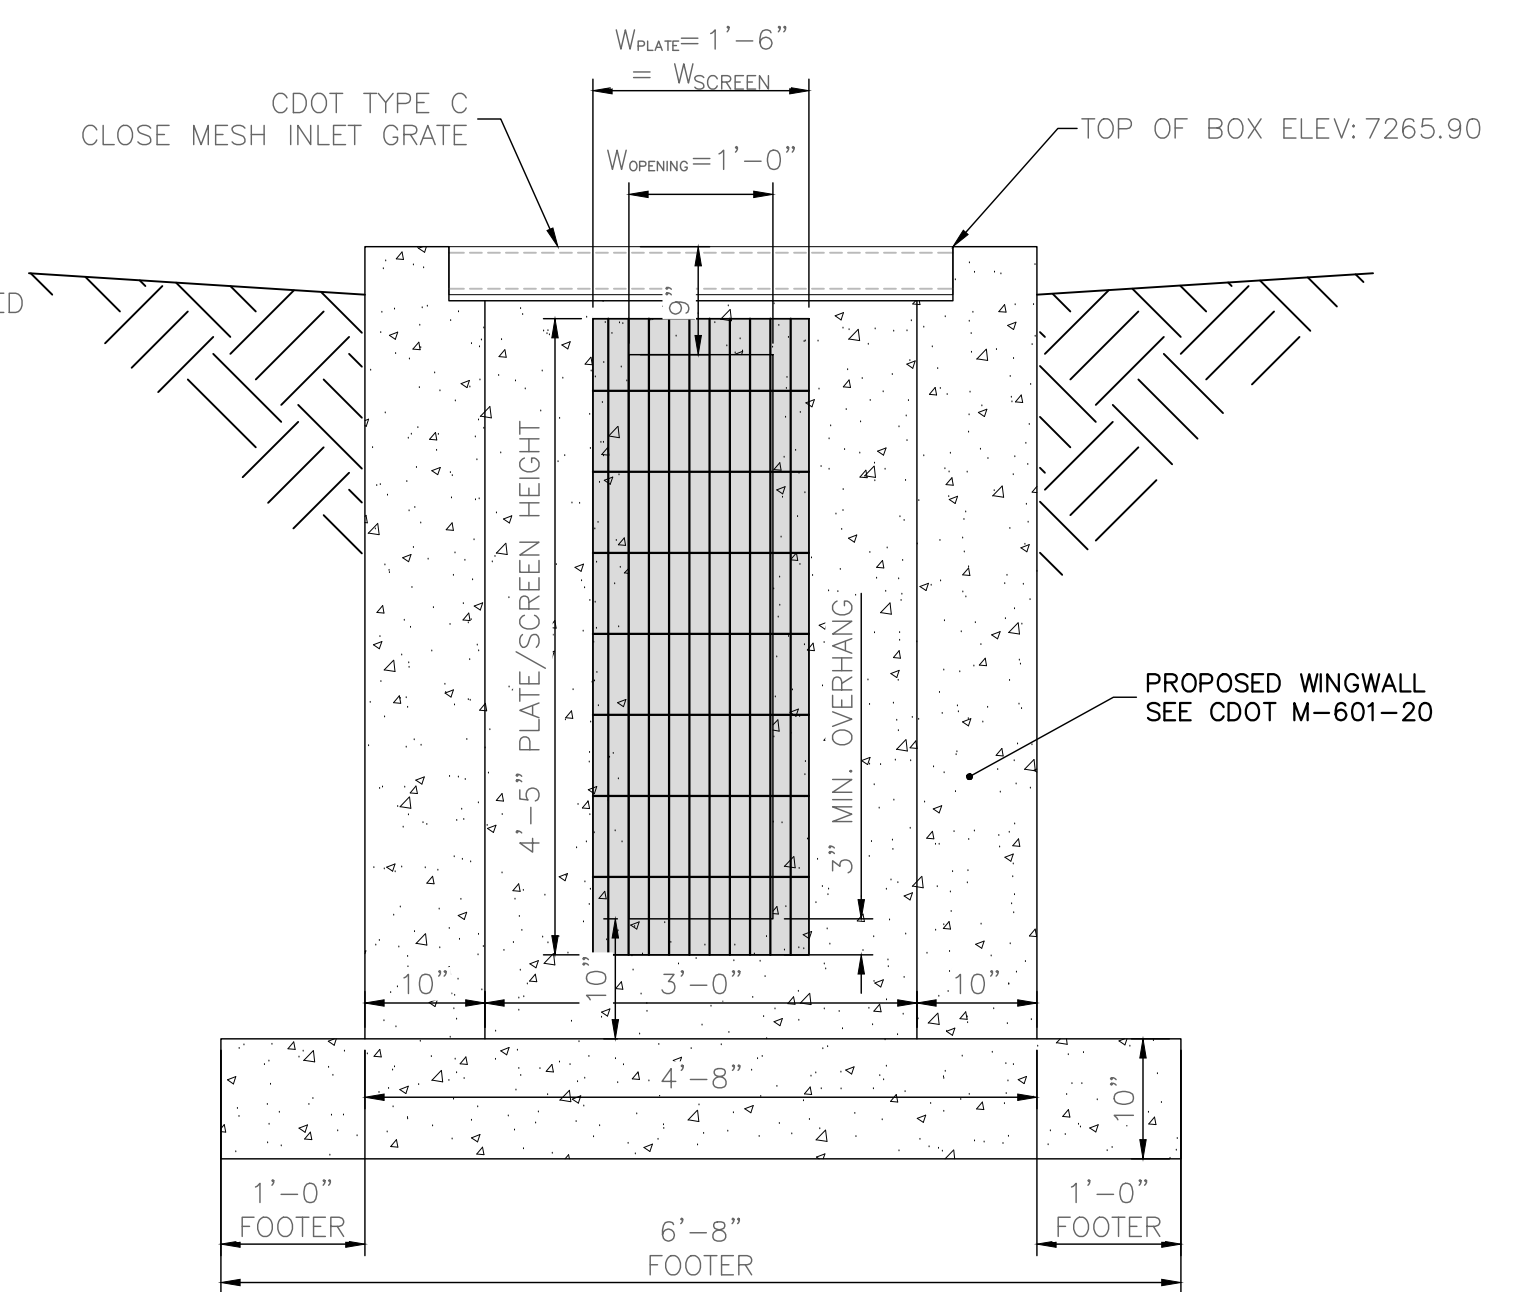 WPLATE= 1'-6"
= WSCREEN
CDOT TYPE C
CLOSE MESH INLET GRATE
TOP OF BOX ELEV: 7265.90
WOPENING=1'-0"
9"
ED
4'-5" PLATE/SCREEN HEIGHT
3" MIN. OVERHANG
PROPOSED WINGWALL
SEE CDOT M-601-20
10"
10"
3'-0"
10"
4'-8"
10"
1'-0"
FOOTER
6'-8"
FOOTER
1'-0"
FOOTER